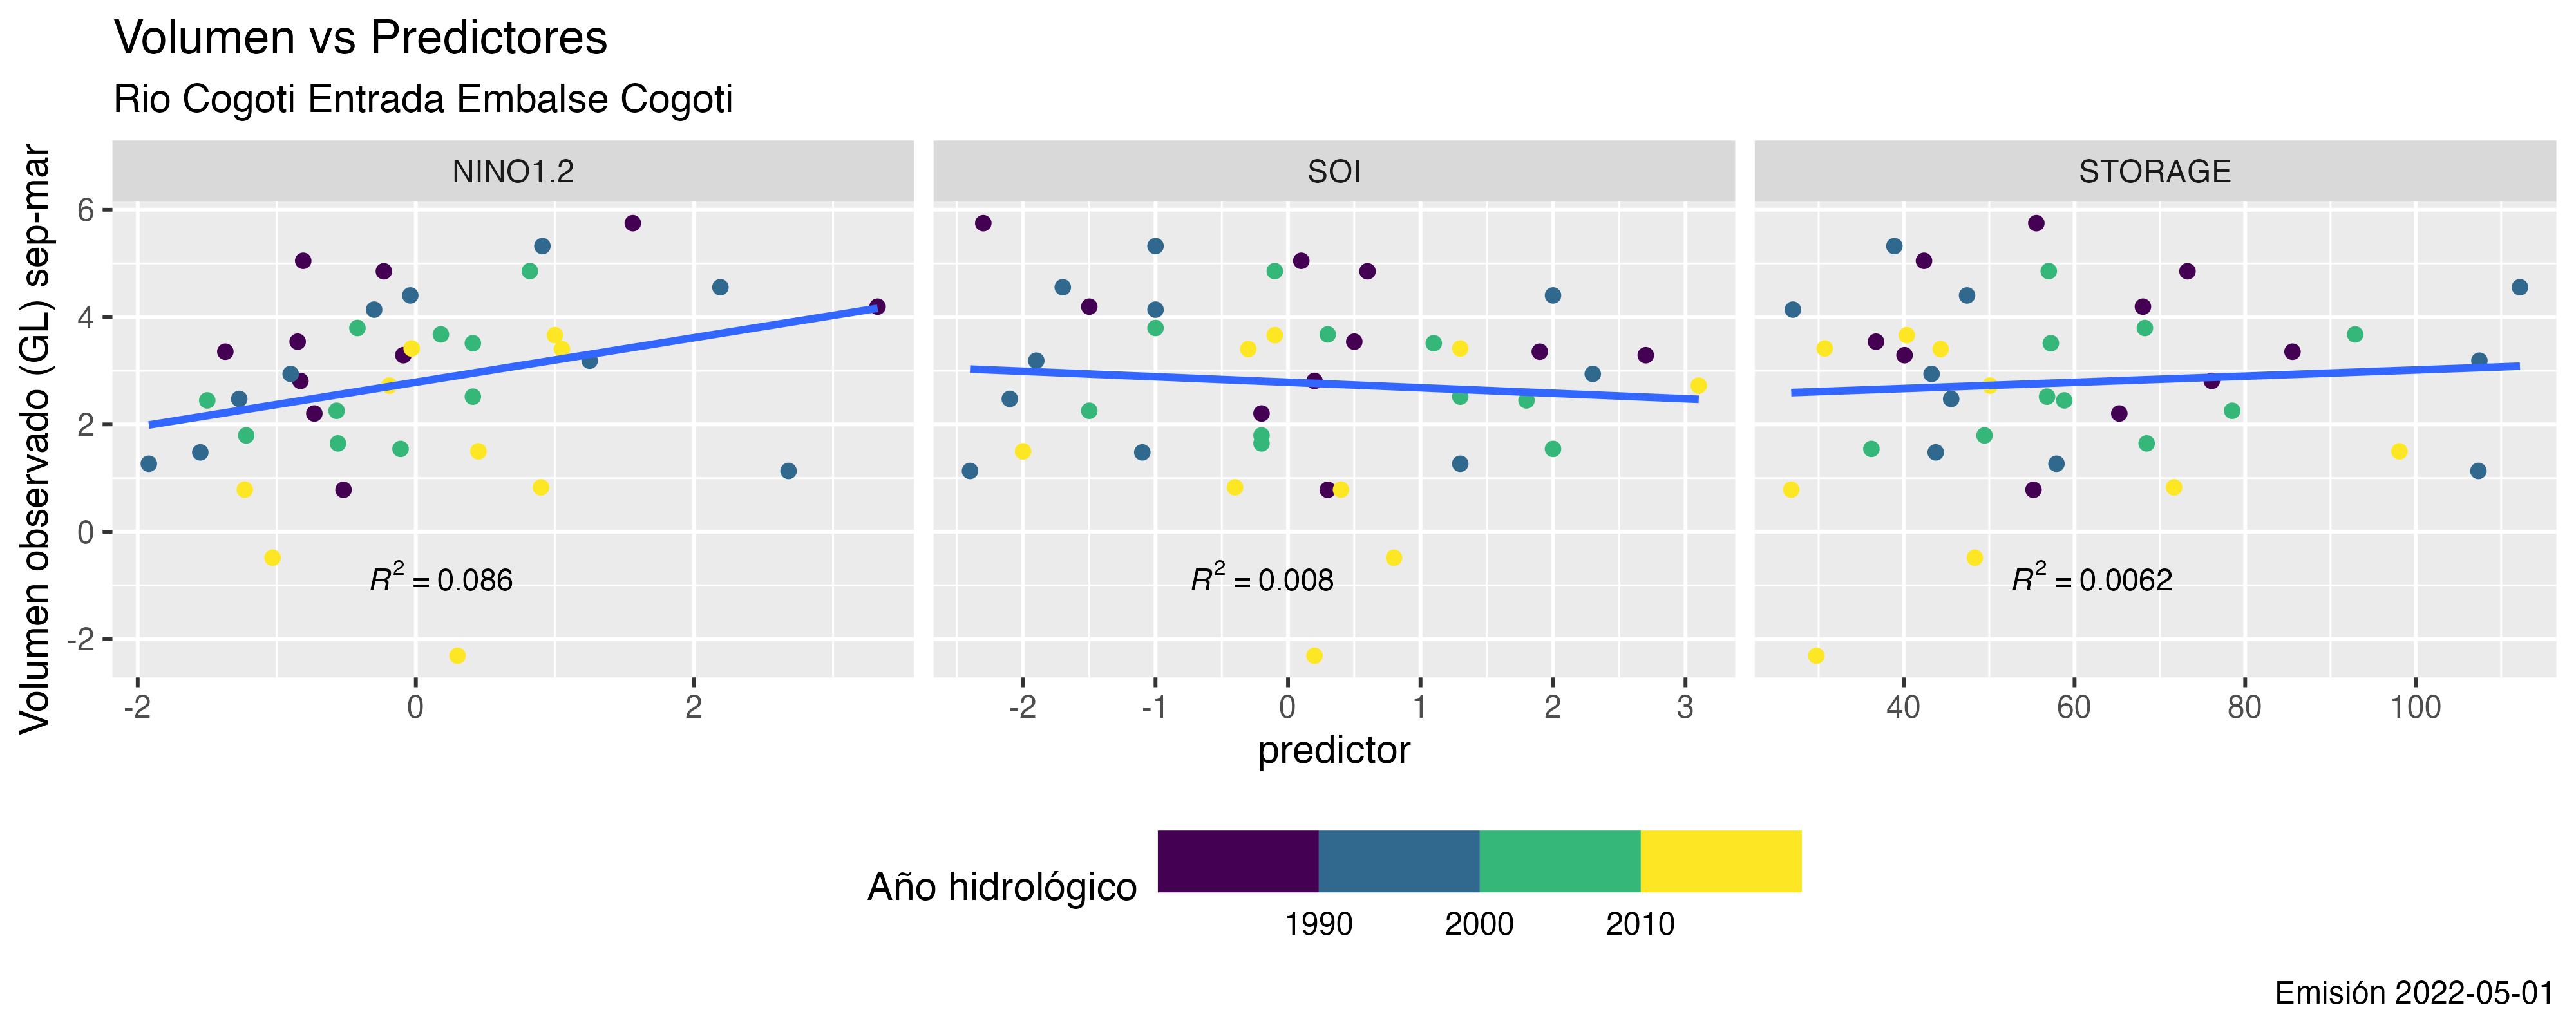 Volumen vs Predictores
Rio Cogoti Entrada Embalse Cogoti
Volumen observado (GL) sep-mar
NINO1.2
SOI
STORAGE
6
4
2
0
-2
R² = 0.086
R² = 0.008
R² = 0.0062
-2 0 2
-2 -1 0 1 2 3
40 60 80 100
predictor
Año hidrológico
1990 2000 2010
Emisión 2022-05-01